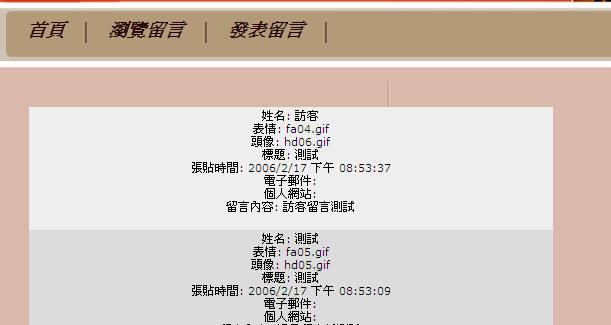 首頁 | 瀏覽留言 | 發表留言 |
姓名: 訪客
表情: fa04.gif
頭像: hd06.gif
標題: 測試
張貼時間: 2006/2/17 下午 08:53:37
電子郵件:
個人網站:
留言內容: 訪客留言測試
姓名: 測試
表情: fa05.gif
頭像: hd05.gif
標題: 測試
張貼時間: 2006/2/17 下午 08:53:09
電子郵件:
個人網站: